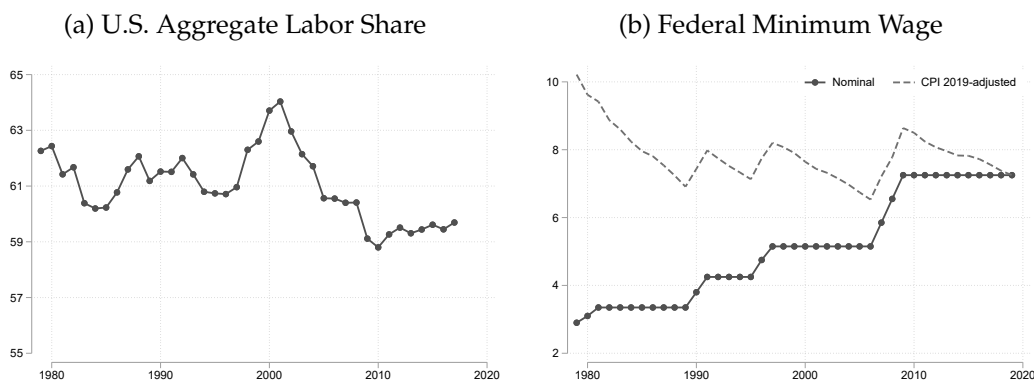 (a) U.S. Aggregate Labor Share
65
63
61
59
57
55
1980 1990 2000 2010 2020
(b) Federal Minimum Wage
Nominal CPI 2019-adjusted
10
8
6
4
2
1980 1990 2000 2010 2020